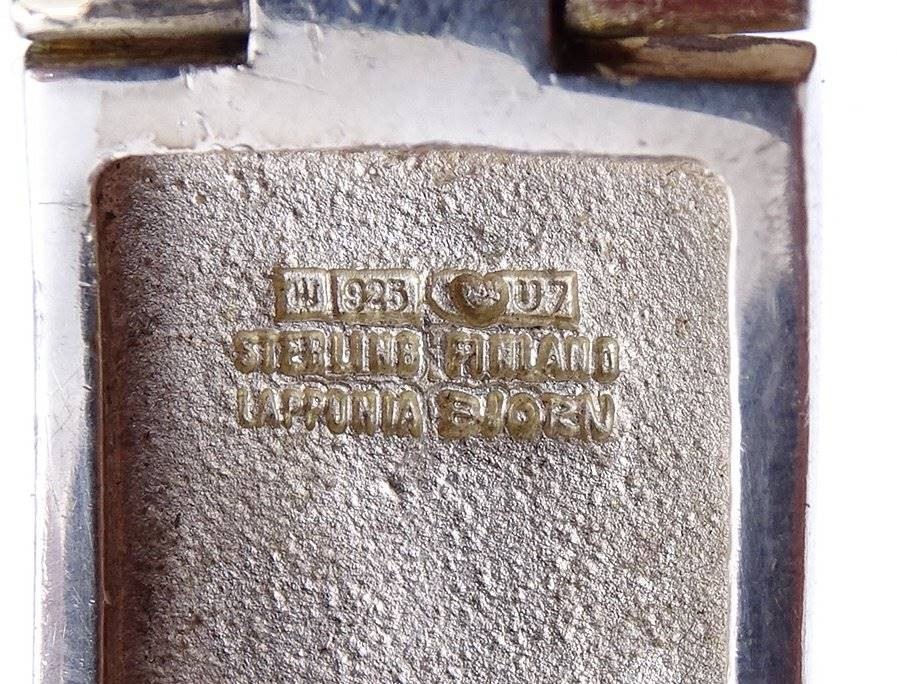 925 U7
STERLING FINLAND
LAPPONIA BJORN